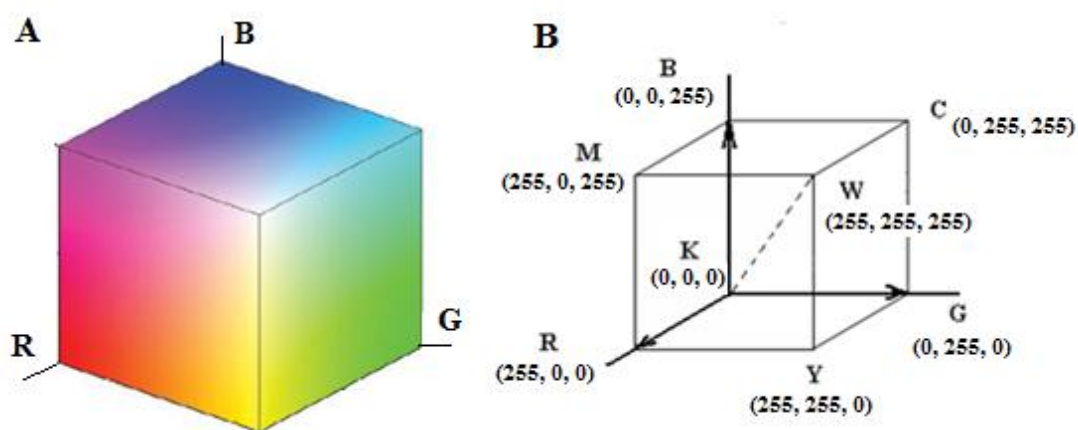 A
B
R
G
B
B
(0, 0, 255)
C (0, 255, 255)
M
(255, 0, 255)
W
(255, 255, 255)
K
(0, 0, 0)
R
(255, 0, 0)
G
(0, 255, 0)
Y
(255, 255, 0)